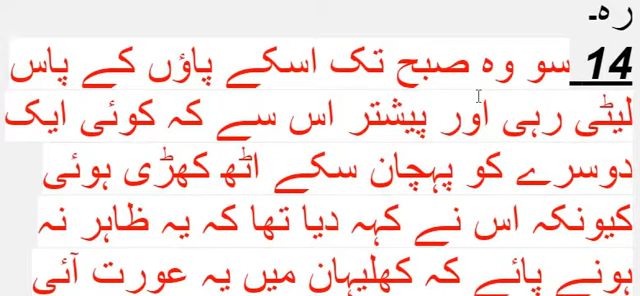 رہ۔
14 سو وہ صبح تک اسکے پاؤں کے پاس
لیٹی رہی اور پیشتر اس سے کہ کوئی ایک
دوسرے کو پہچان سکے اٹھ کھڑی ہوئی
کیونکہ اس نے کہہ دیا تھا کہ یہ ظاہر نہ
ہونے پائے کہ کھلیہان میں یہ عورت آئی